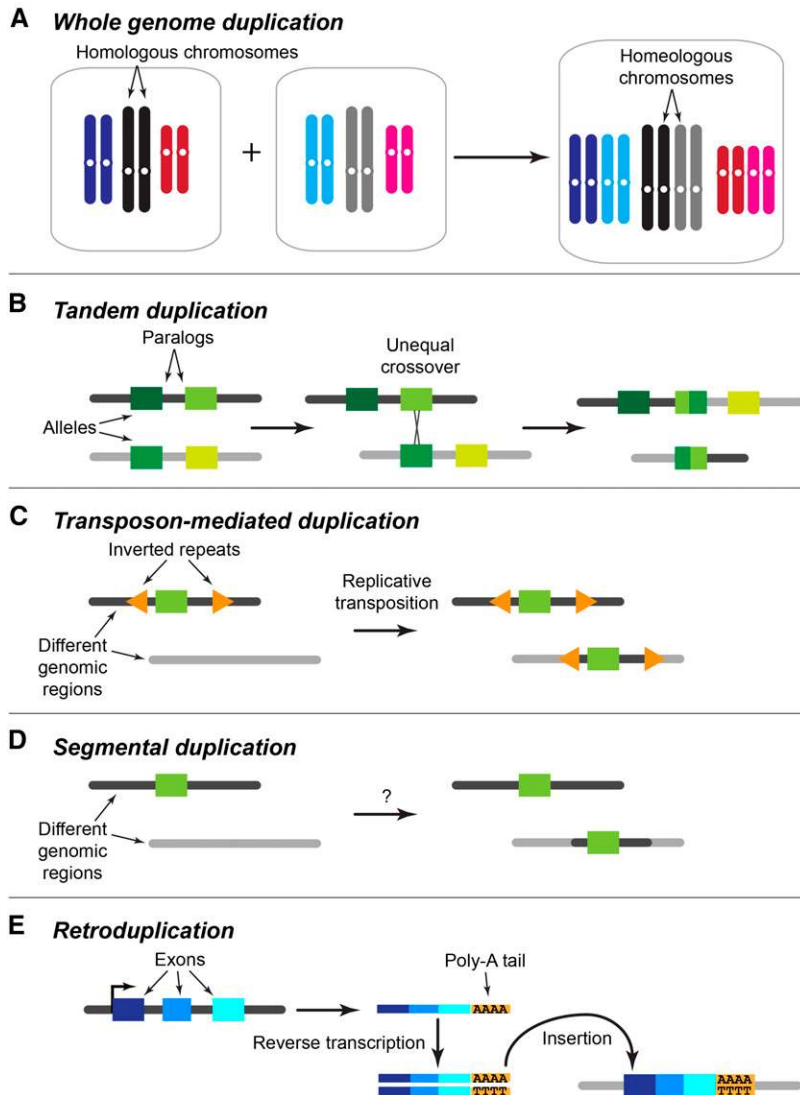 A Whole genome duplication
Homologous chromosomes
+
Homeologous
chromosomes
B Tandem duplication
Paralogs
Alleles
Unequal
crossover
C Transposon-mediated duplication
Inverted repeats
Different
genomic
regions
Replicative
transposition
D Segmental duplication
Different
genomic
regions
?
E Retroduplication
Exons
Poly-A tail
AAAA
Reverse transcription
AAAA
TTTT
Insertion
AAAA
TTTT